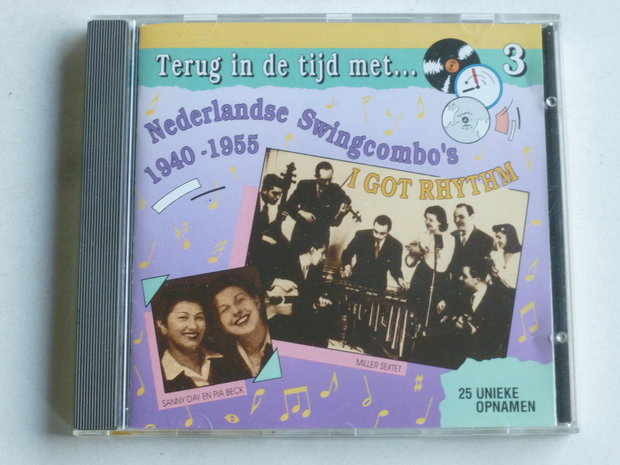 Terug in de tijd met...
3
Nederlandse Swingcombo's
1940-1955
I GOT RHYTHM
MILLER SEXTET
SANNY DAY EN PIA BECK
25 UNIEKE
OPNAMEN